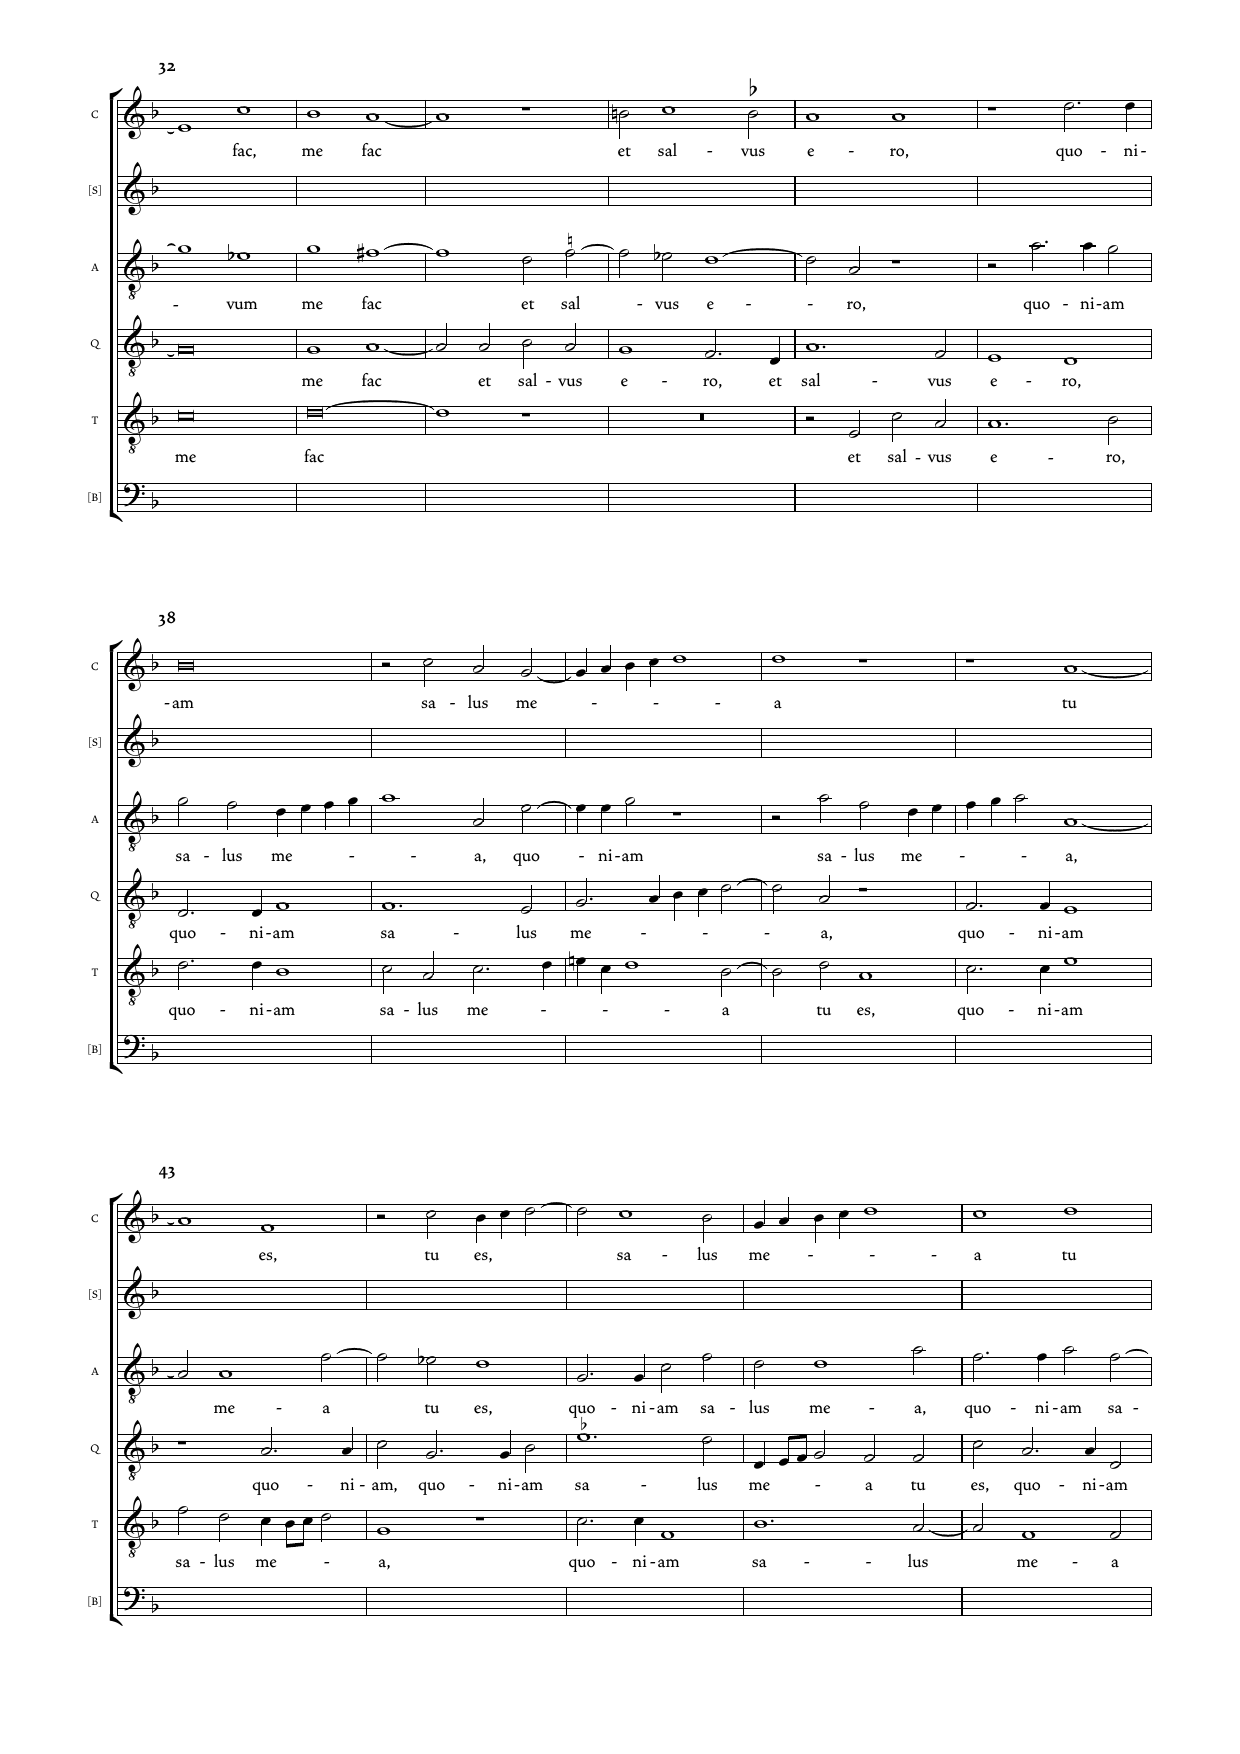 32
C
fac, me fac et sal - vus e - ro, quo - ni-
[S]
A
- vum me fac et sal - vus e - - ro, quo - ni-am
Q
me fac et sal - vus e - ro, et sal - vus e - ro,
T
me fac et sal - vus e - ro,
[B]
38
C
-am sa - lus me - - - a tu
[S]
A
sa - lus me - - a, quo - ni-am sa - lus me - - a,
Q
quo - ni-am sa - lus me - - - a, quo - ni-am
T
quo - ni-am sa - lus me - - - a tu es, quo - ni-am
[B]
43
C
es, tu es, sa - lus me - - - a tu
[S]
A
me - a tu es, quo - ni-am sa - lus me - a, quo - ni-am sa -
Q
quo - ni - am, quo - ni-am sa - lus me - a tu es, quo - ni-am
T
sa - lus me - a, quo - ni-am sa - - lus me - a
[B]